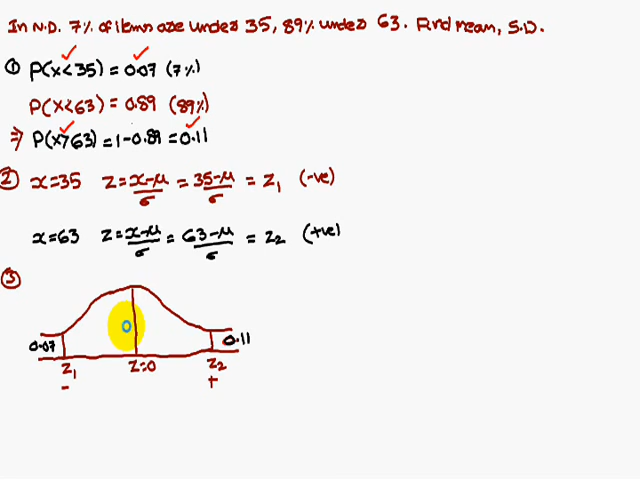 In N.D. 7% of items are under 35, 89% under 63. Find mean, S.D.
① P(x<35) = 0.07 (7%)
P(x<63) = 0.89 (89%)
⇒ P(x>63) = 1-0.89 = 0.11
② x=35 z = x-μ/σ = 35-μ/σ = z₁ (-ve)
x=63 z = x-μ/σ = 63-μ/σ = z₂ (+ve)
③
0.07 0.11
z₁ z=0 z₂
- +